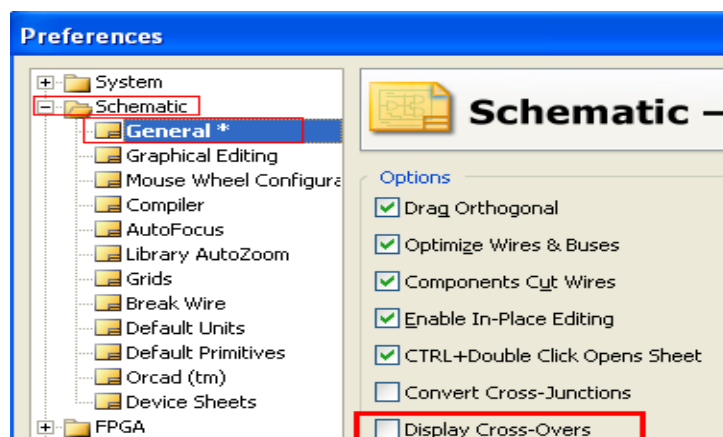 Preferences
System
Schematic
General *
Graphical Editing
Mouse Wheel Configura
Compiler
AutoFocus
Library AutoZoom
Grids
Break Wire
Default Units
Default Primitives
Orcad (tm)
Device Sheets
FPGA
Schematic –
Options
Drag Orthogonal
Optimize Wires & Buses
Components Cut Wires
Enable In-Place Editing
CTRL+Double Click Opens Sheet
Convert Cross-Junctions
Display Cross-Overs